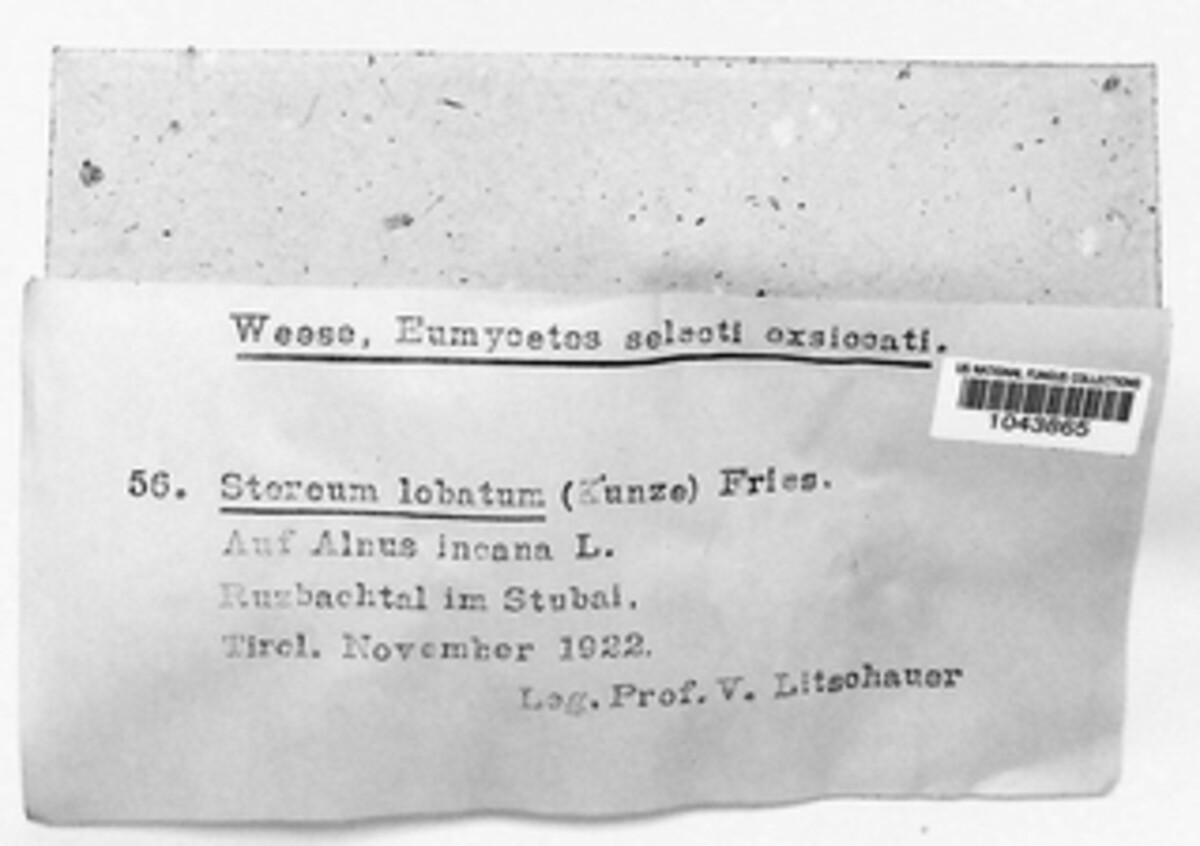 Weese, Eumycetes selecti exsiccati.
US NATIONAL FUNGUS COLLECTIONS
1043865
56. Stereum lobatum (Kunze) Fries.
Auf Alnus incana L.
Ruzbachtal im Stubai.
Tirol. November 1922.
Leg. Prof. V. Litschauer